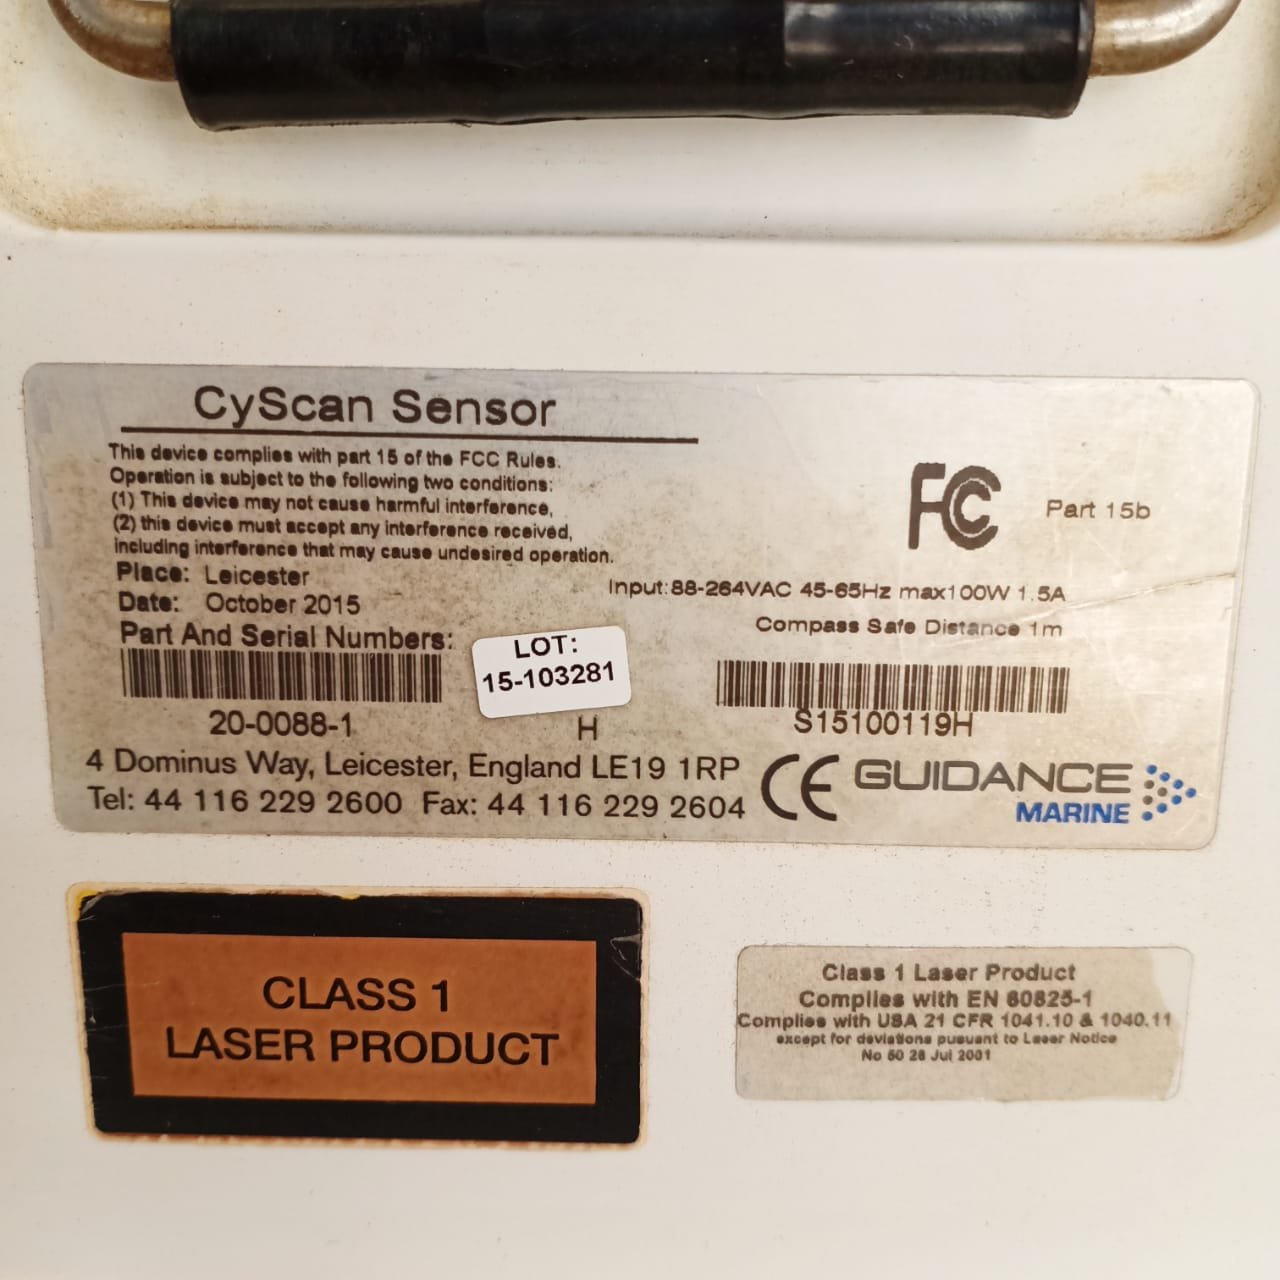 CyScan Sensor
This device complies with part 15 of the FCC Rules.
Operation is subject to the following two conditions:
(1) This device may not cause harmful interference,
(2) this device must accept any interference received,
including interference that may cause undesired operation.
FC Part 15b
Place: Leicester
Date: October 2015
Input:88-264VAC 45-65Hz max100W 1.5A
Compass Safe Distance 1m
Part And Serial Numbers:
LOT:
15-103281
20-0088-1 H S15100119H
4 Dominus Way, Leicester, England LE19 1RP
Tel: 44 116 229 2600 Fax: 44 116 229 2604
CE GUIDANCE
MARINE
CLASS 1
LASER PRODUCT
Class 1 Laser Product
Complies with EN 60825-1
Complies with USA 21 CFR 1041.10 & 1040.11
except for deviations pusuant to Laser Notice
No 50 26 Jul 2001